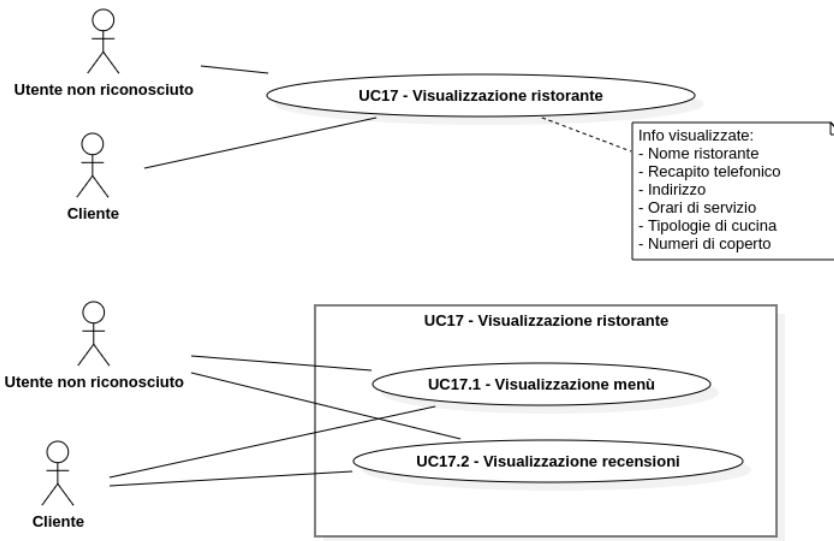 Utente non riconosciuto
UC17 - Visualizzazione ristorante
Cliente
Info visualizzate:
- Nome ristorante
- Recapito telefonico
- Indirizzo
- Orari di servizio
- Tipologie di cucina
- Numeri di coperto
UC17 - Visualizzazione ristorante
Utente non riconosciuto
UC17.1 - Visualizzazione menù
UC17.2 - Visualizzazione recensioni
Cliente